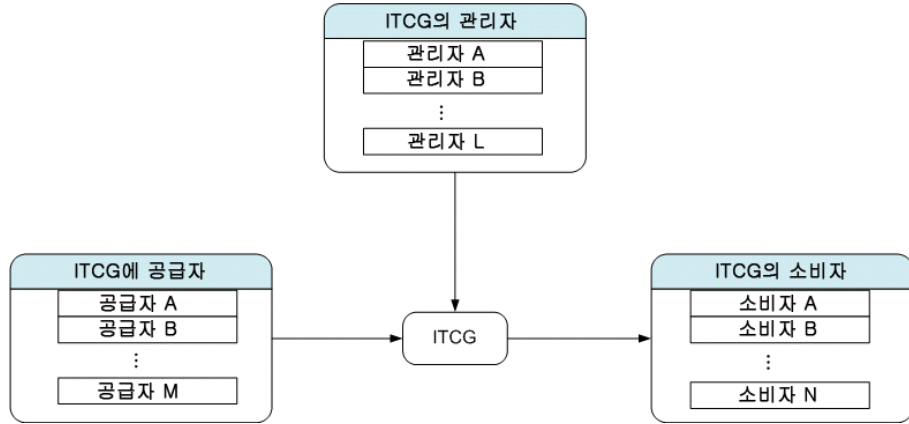 ITCG의 관리자
관리자 A
관리자 B
⋮
관리자 L
ITCG에 공급자
공급자 A
공급자 B
⋮
공급자 M
ITCG
ITCG의 소비자
소비자 A
소비자 B
⋮
소비자 N